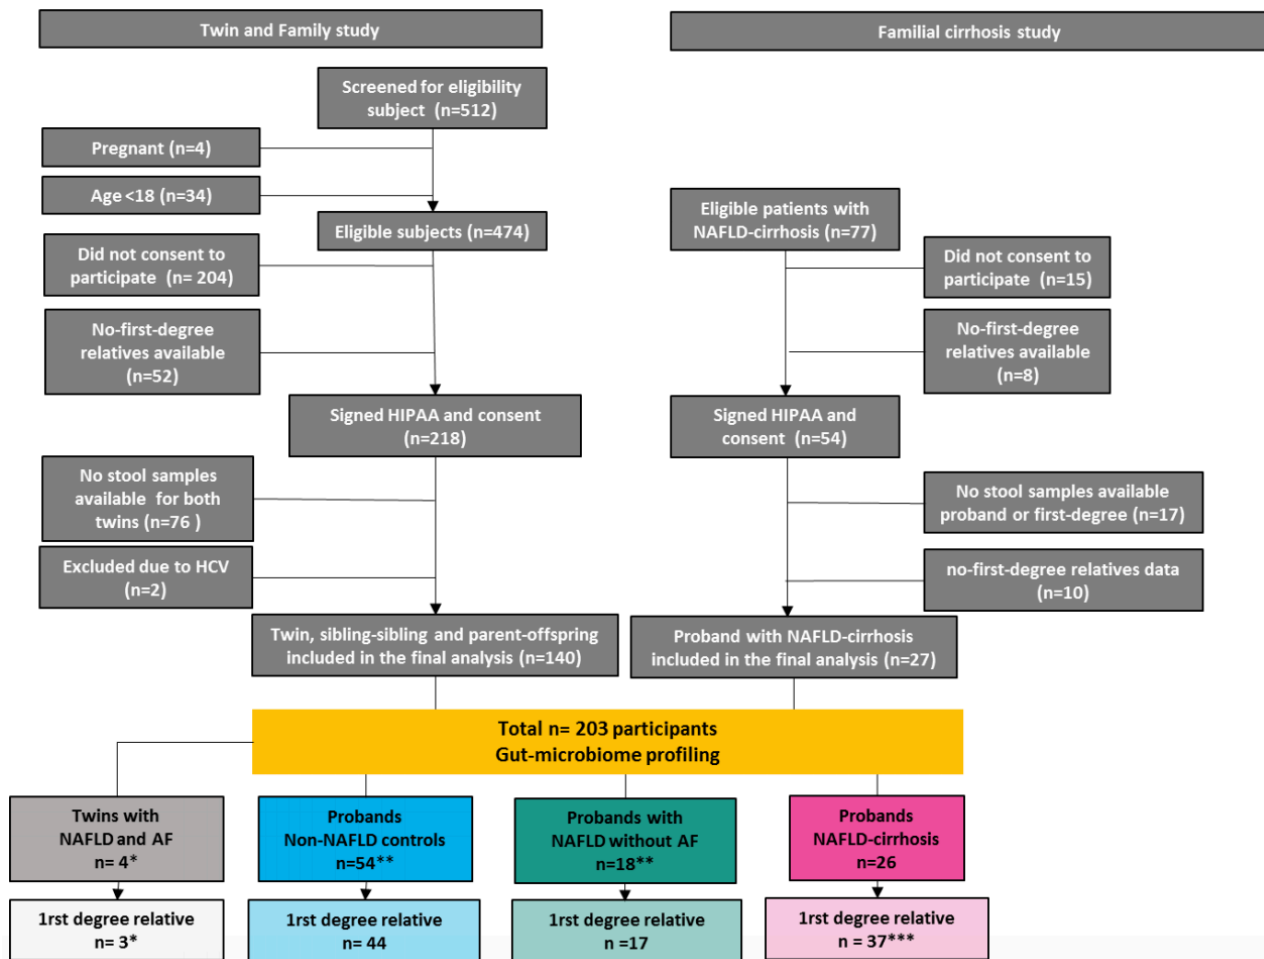 Twin and Family study
Familial cirrhosis study
Screened for eligibility
subject (n=512)
Pregnant (n=4)
Age <18 (n=34)
Eligible subjects (n=474)
Eligible patients with
NAFLD-cirrhosis (n=77)
Did not consent to
participate (n= 204)
Did not consent to
participate (n=15)
No-first-degree
relatives available
(n=52)
No-first-degree
relatives available
(n=8)
Signed HIPAA and consent
(n=218)
Signed HIPAA and
consent (n=54)
No stool samples
available for both
twins (n=76 )
No stool samples available
proband or first-degree (n=17)
Excluded due to HCV
(n=2)
no-first-degree relatives data
(n=10)
Twin, sibling-sibling and parent-offspring
included in the final analysis (n=140)
Proband with NAFLD-cirrhosis
included in the final analysis (n=27)
Total n= 203 participants
Gut-microbiome profiling
Twins with
NAFLD and AF
n= 4*
Probands
Non-NAFLD controls
n=54**
Probands with
NAFLD without AF
n=18**
Probands
NAFLD-cirrhosis
n=26
1rst degree relative
n= 3*
1rst degree relative
n= 44
1rst degree relative
n =17
1rst degree relative
n = 37***